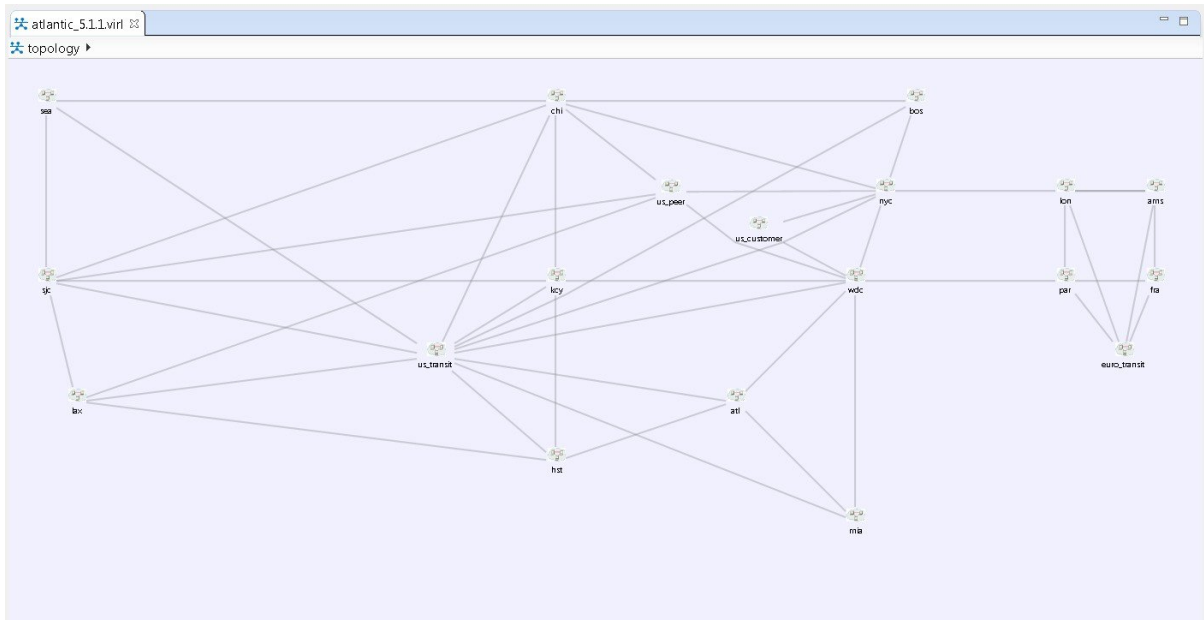 atlantic_5.1.1.virl
topology
sea
chi
bos
us_peer
nyc
lon
ams
us_customer
sjc
kcy
wdc
par
fra
us_transit
euro_transit
lax
atl
hst
mia